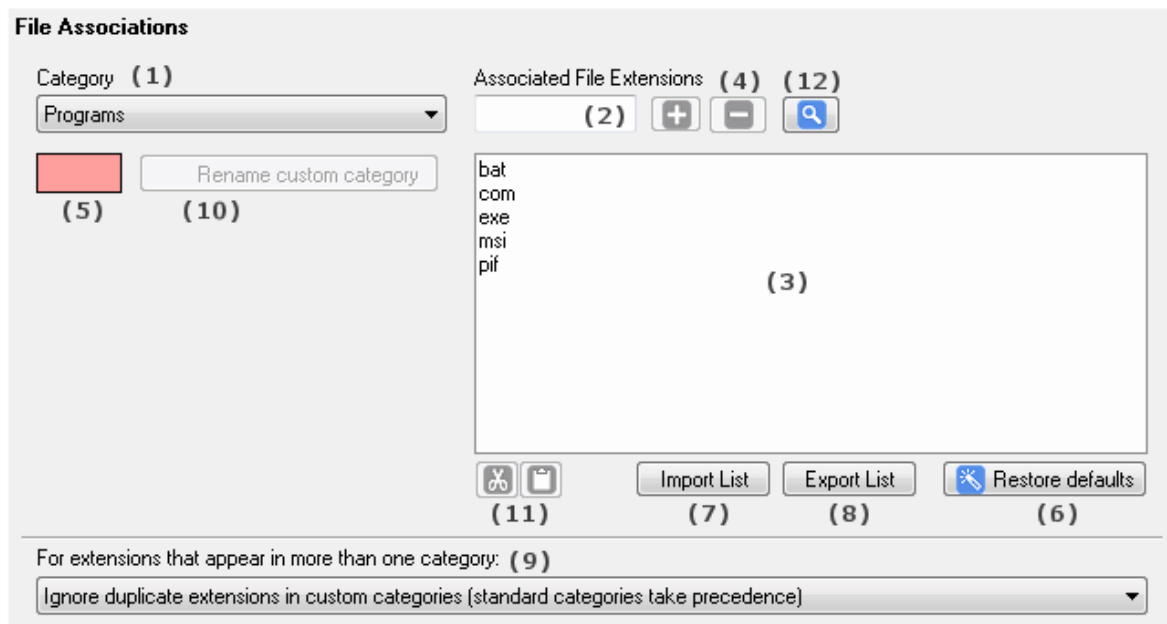 File Associations
Category (1)
Associated File Extensions (4) (12)
Programs
(2)
Rename custom category
(5) (10)
bat
com
exe
msi
pif
(3)
Import List
Export List
Restore defaults
(11) (7) (8) (6)
For extensions that appear in more than one category: (9)
Ignore duplicate extensions in custom categories (standard categories take precedence)